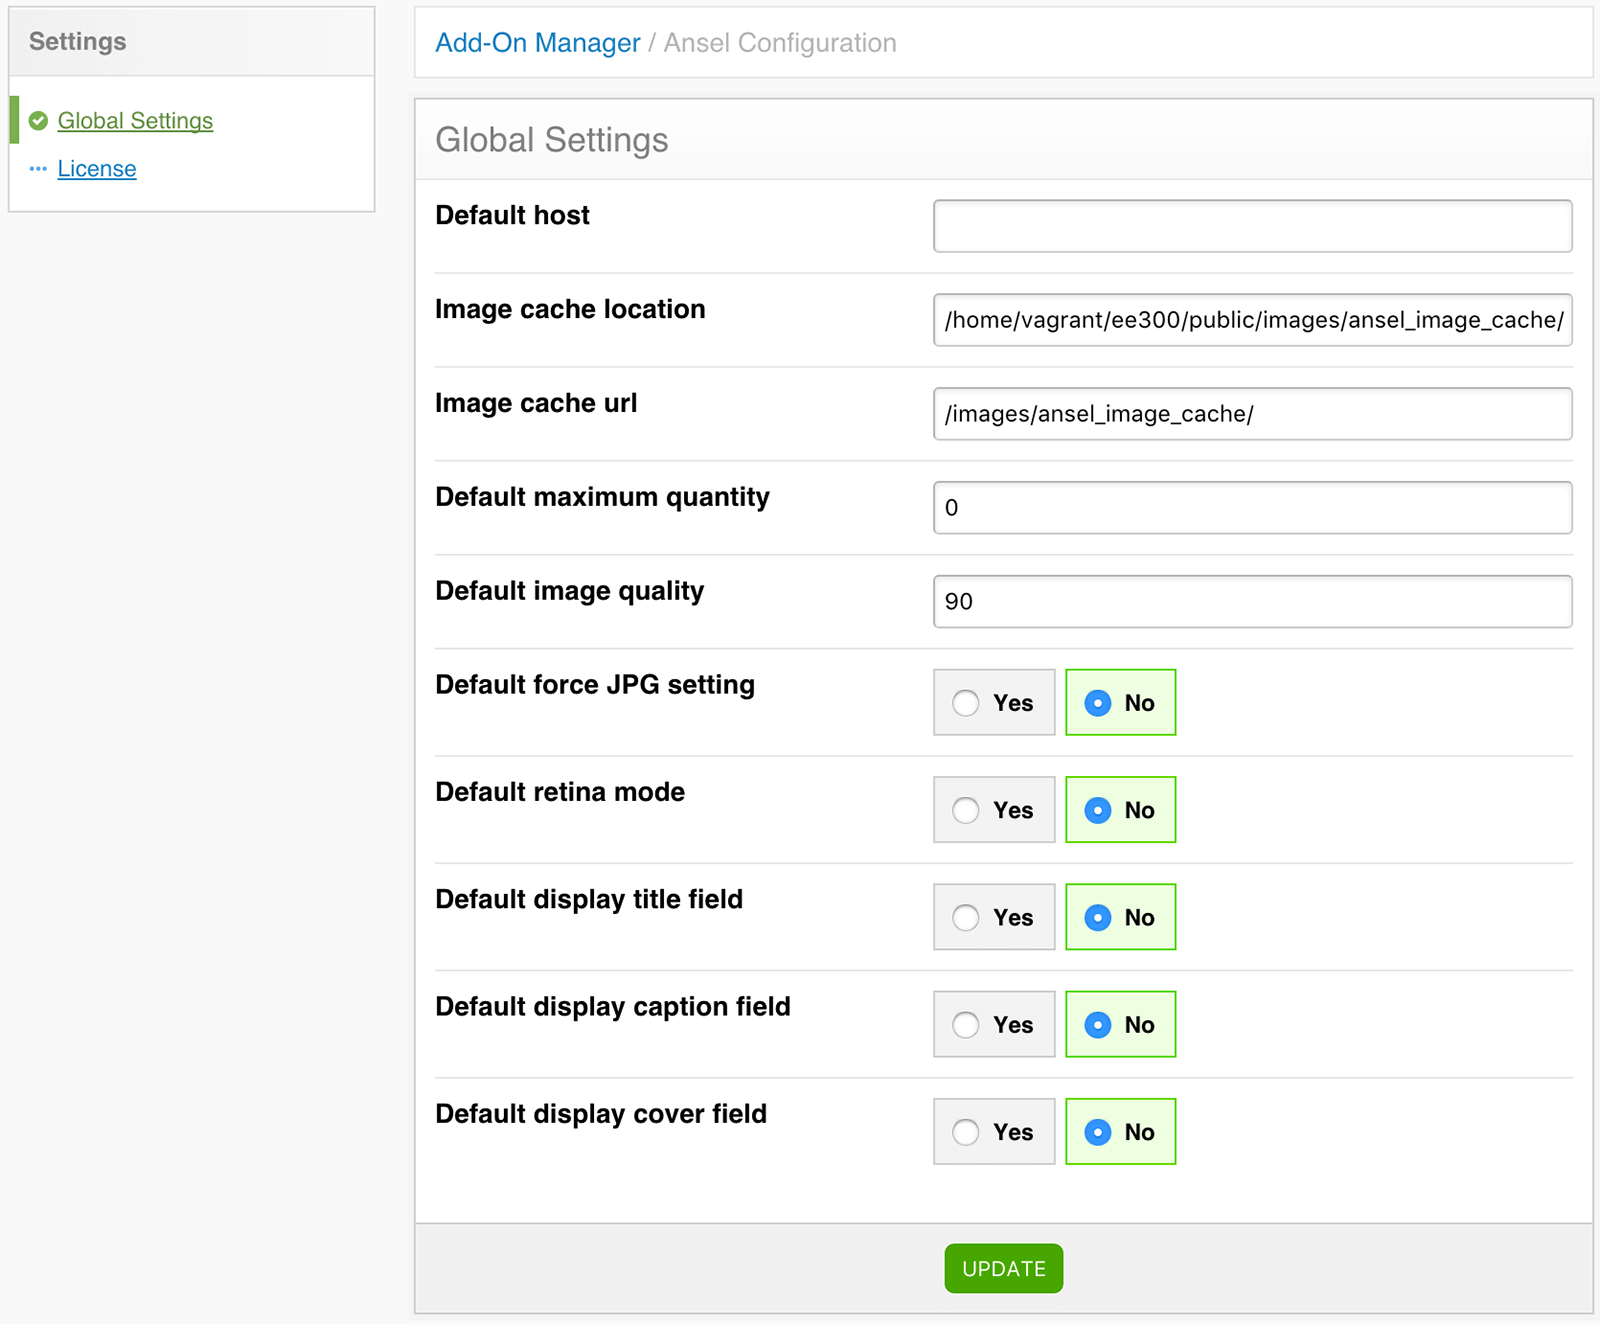 Settings
Global Settings
License
Add-On Manager / Ansel Configuration
Global Settings
Default host
Image cache location
/home/vagrant/ee300/public/images/ansel_image_cache/
Image cache url
/images/ansel_image_cache/
Default maximum quantity
0
Default image quality
90
Default force JPG setting
Yes No
Default retina mode
Yes No
Default display title field
Yes No
Default display caption field
Yes No
Default display cover field
Yes No
UPDATE